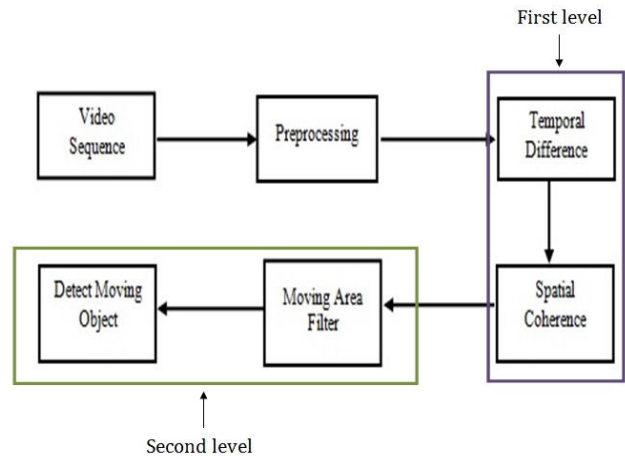 First level
Video
Sequence
Preprocessing
Temporal
Difference
Detect Moving
Object
Moving Area
Filter
Spatial
Coherence
Second level